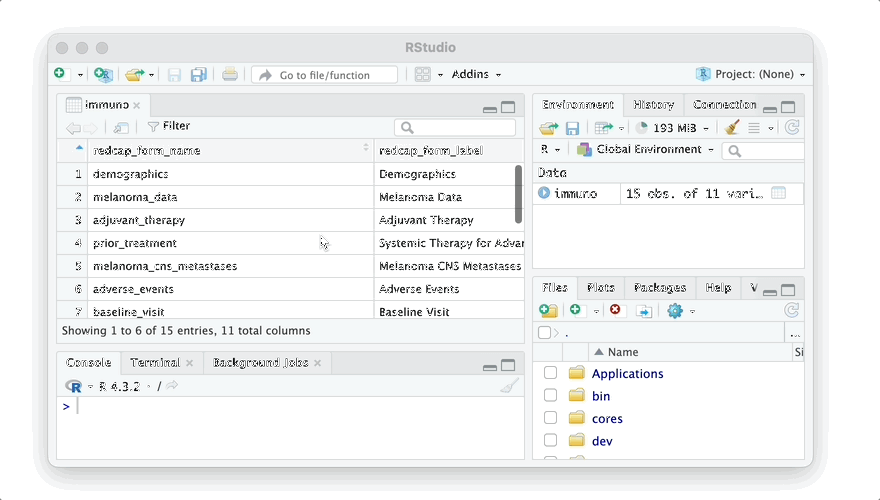 RStudio
Go to file/function
Addins
Project: (None)
immuno
Filter
redcap_form_name redcap_form_label
1 demographics Demographics
2 melanoma_data Melanoma Data
3 adjuvant_therapy Adjuvant Therapy
4 prior_treatment Systemic Therapy for Advar
5 melanoma_cns_metastases Melanoma CNS Metastases
6 adverse_events Adverse Events
7 baseline_visit Baseline Visit
Showing 1 to 6 of 15 entries, 11 total columns
Console Terminal Background Jobs
R 4.3.2 · /
>
Environment History Connection
193 MiB
R Global Environment
Data
immuno 15 obs. of 11 vari…
Files Plots Packages Help V
. ...
Name Si
Applications
bin
cores
dev